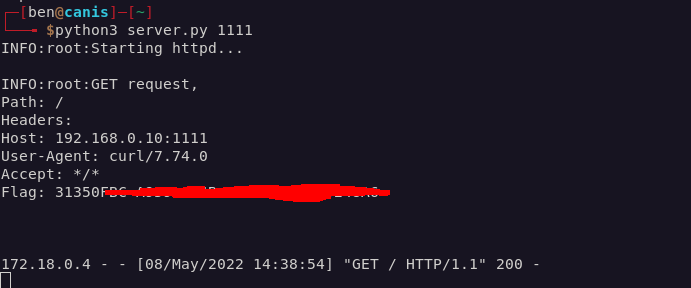 [ben@canis]-[~]
$python3 server.py 1111
INFO:root:Starting httpd...
INFO:root:GET request,
Path: /
Headers:
Host: 192.168.0.10:1111
User-Agent: curl/7.74.0
Accept: */*
Flag:
172.18.0.4 - - [08/May/2022 14:38:54] "GET / HTTP/1.1" 200 -